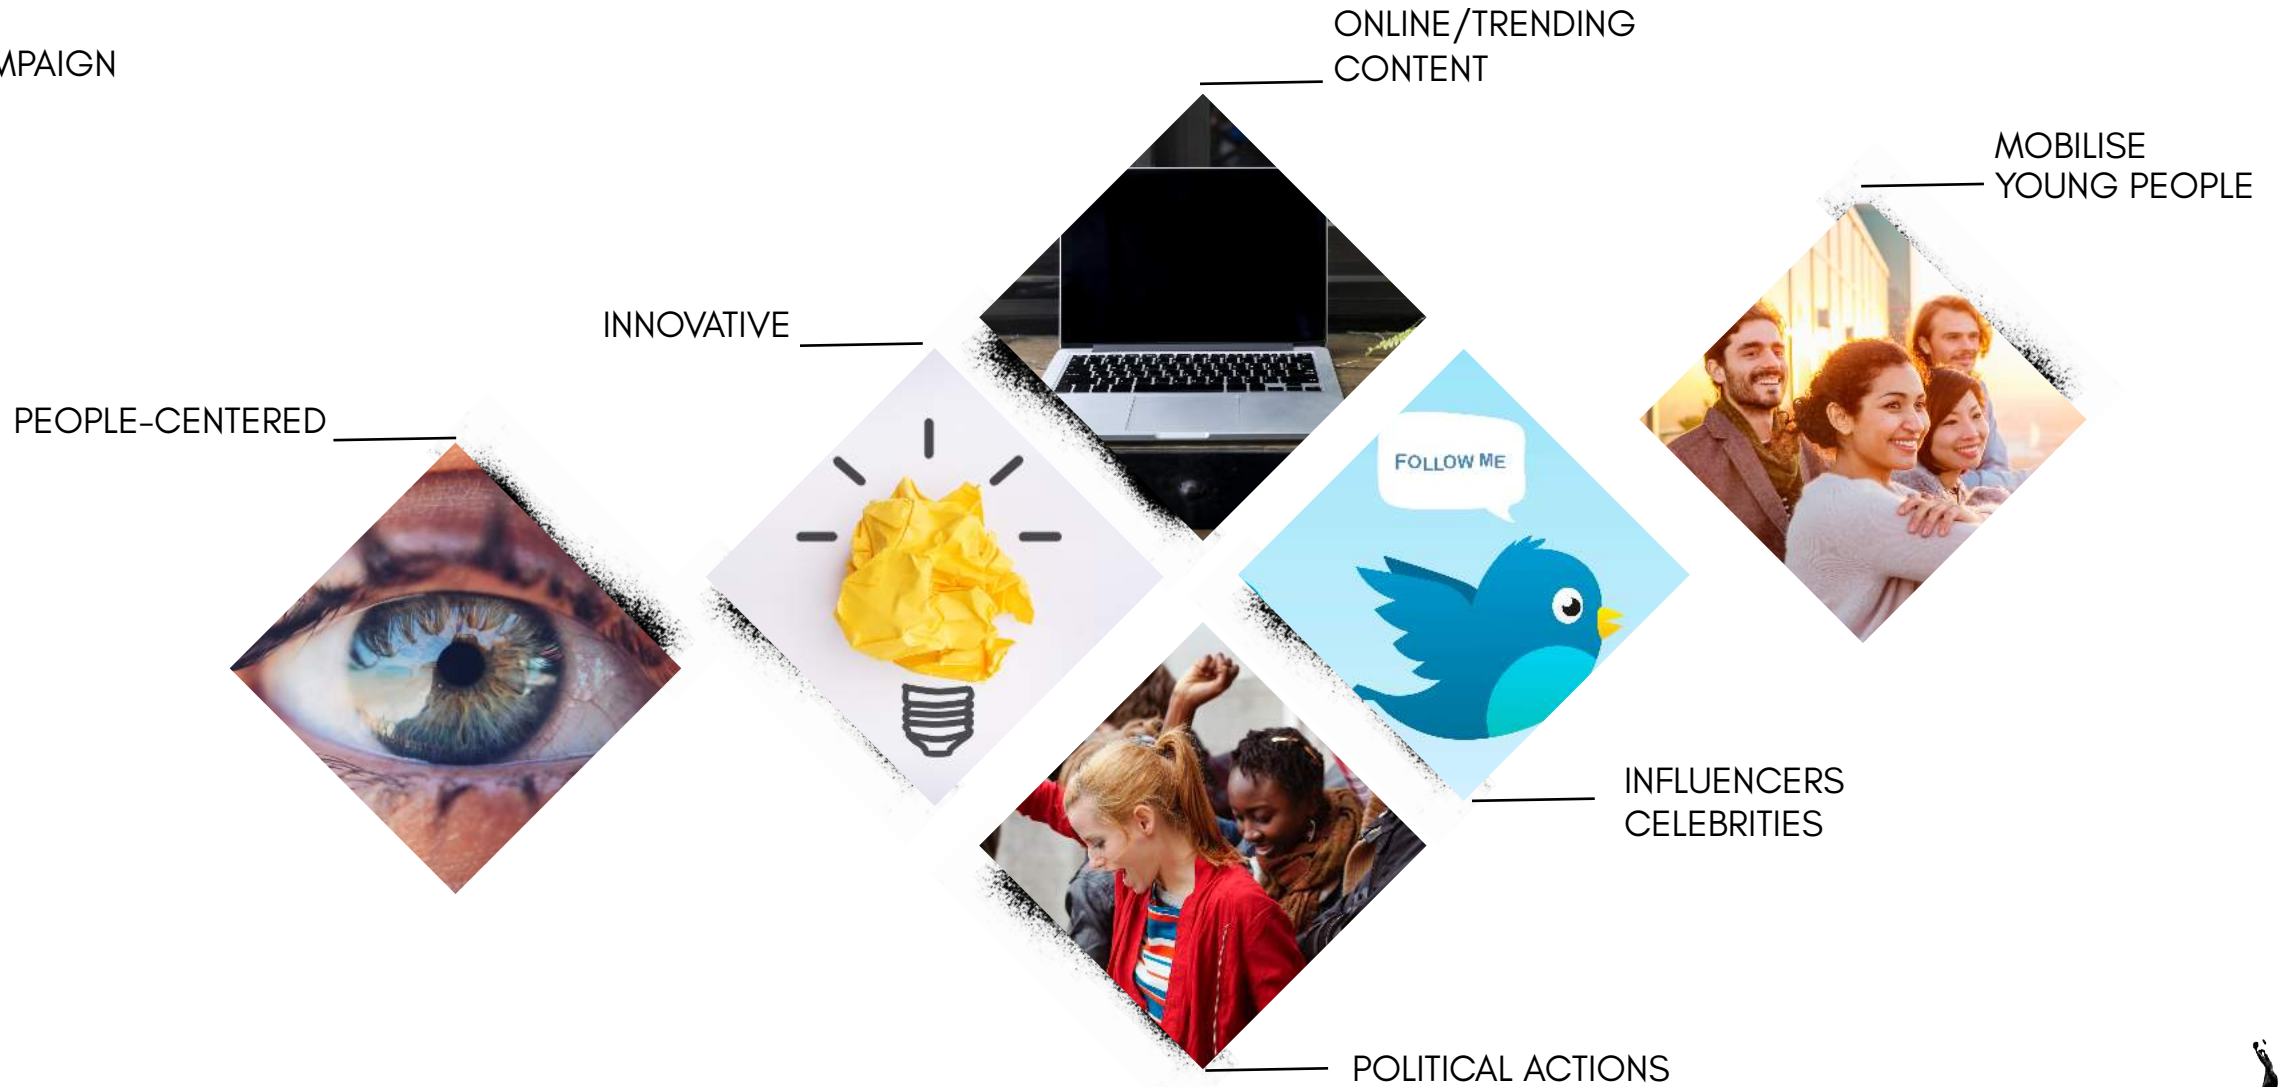 MPAIGN
ONLINE/TRENDING
CONTENT
MOBILISE
YOUNG PEOPLE
INNOVATIVE
PEOPLE-CENTERED
FOLLOW ME
INFLUENCERS
CELEBRITIES
POLITICAL ACTIONS